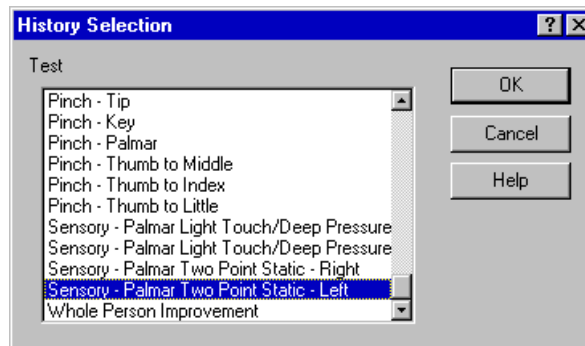 History Selection
Test
Pinch - Tip
Pinch - Key
Pinch - Palmar
Pinch - Thumb to Middle
Pinch - Thumb to Index
Pinch - Thumb to Little
Sensory - Palmar Light Touch/Deep Pressure
Sensory - Palmar Light Touch/Deep Pressure
Sensory - Palmar Two Point Static - Right
Sensory - Palmar Two Point Static - Left
Whole Person Improvement
OK
Cancel
Help